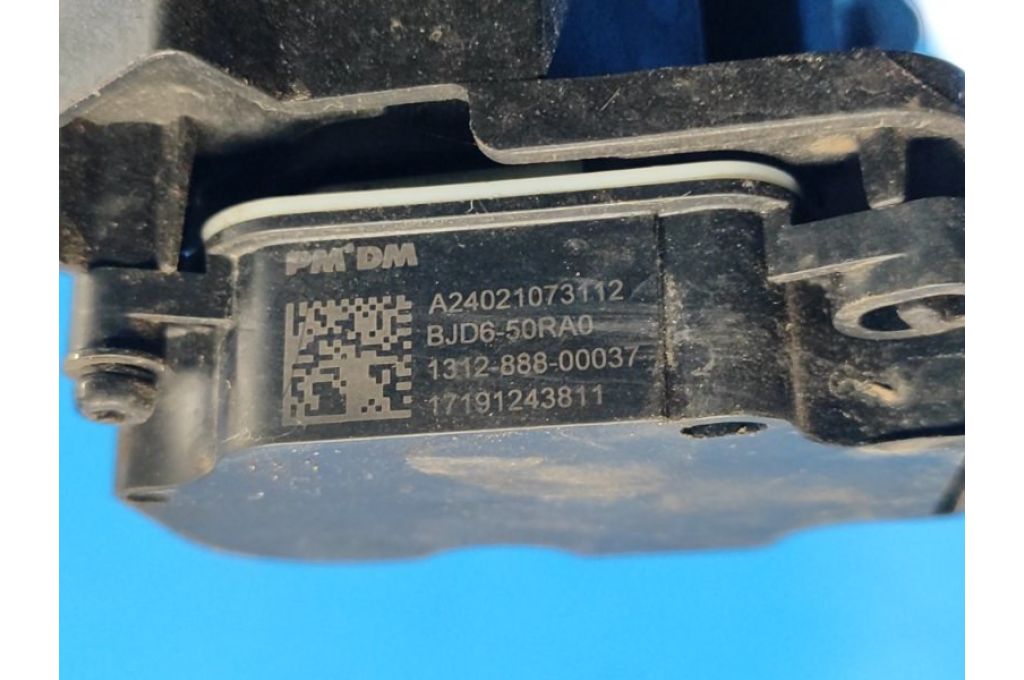 PM DM
A24021073112
BJD6-50RA0
1312-888-00037
17191243811